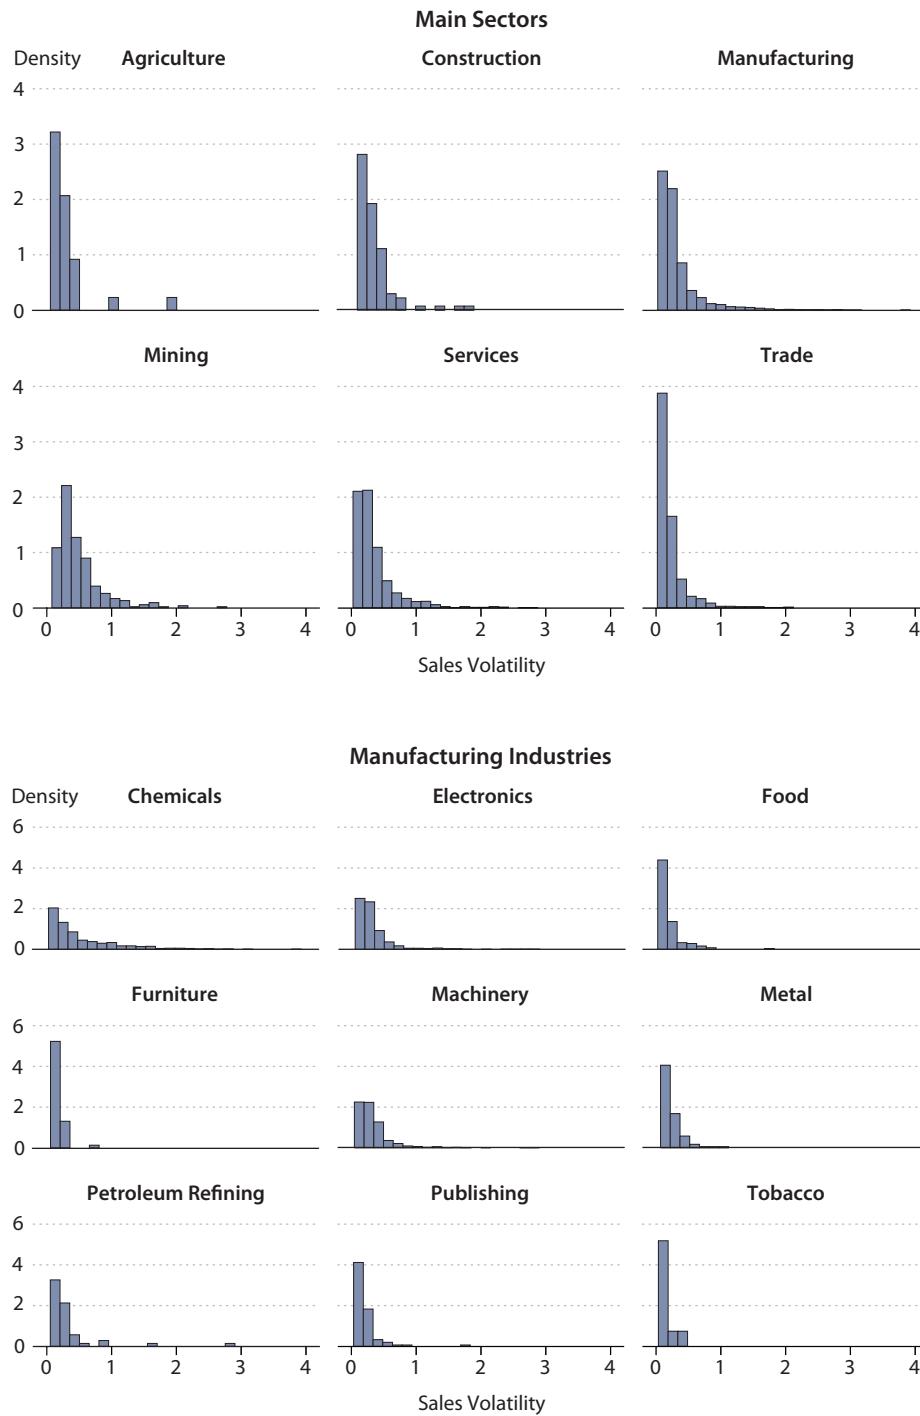 Main Sectors
Density Agriculture Construction Manufacturing
4
3
2
1
0
Mining Services Trade
4
3
2
1
0
0 1 2 3 4 0 1 2 3 4 0 1 2 3 4
Sales Volatility
Manufacturing Industries
Density Chemicals Electronics Food
6
4
2
0
Furniture Machinery Metal
6
4
2
0
Petroleum Refining Publishing Tobacco
6
4
2
0
0 1 2 3 4 0 1 2 3 4 0 1 2 3 4
Sales Volatility